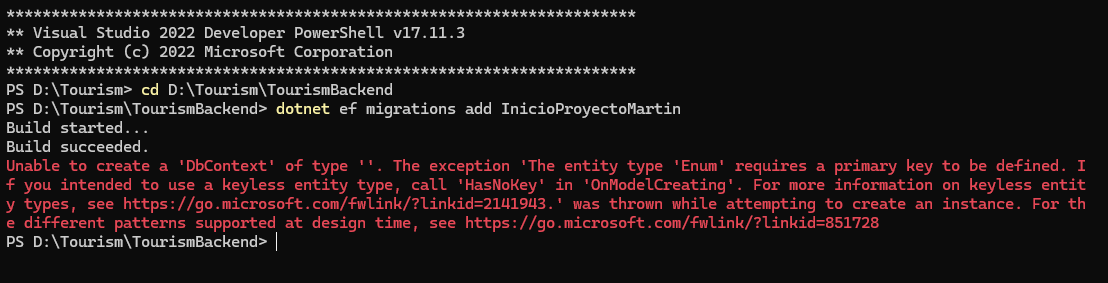 **********************************************************************
** Visual Studio 2022 Developer PowerShell v17.11.3
** Copyright (c) 2022 Microsoft Corporation
**********************************************************************
PS D:\Tourism> cd D:\Tourism\TourismBackend
PS D:\Tourism\TourismBackend> dotnet ef migrations add InicioProyectoMartin
Build started...
Build succeeded.
Unable to create a 'DbContext' of type ''. The exception 'The entity type 'Enum' requires a primary key to be defined. I
f you intended to use a keyless entity type, call 'HasNoKey' in 'OnModelCreating'. For more information on keyless entit
y types, see https://go.microsoft.com/fwlink/?linkid=2141943.' was thrown while attempting to create an instance. For th
e different patterns supported at design time, see https://go.microsoft.com/fwlink/?linkid=851728
PS D:\Tourism\TourismBackend>